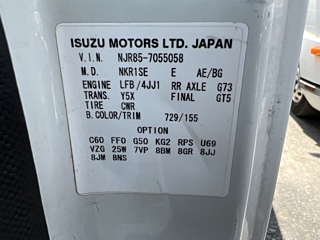 ISUZU MOTORS LTD. JAPAN
V.I.N. NJR85-7055058
M.D. NKR1SE E AE/BG
ENGINE LFB/4JJ1 RR AXLE G73
TRANS. Y5X FINAL GT5
TIRE CWR
B.COLOR/TRIM 729/155
OPTION
C60 FF0 G50 KG2 RPS U69
VZG 25W 7VP 8BM 8GR 8JJ
8JM 8NS